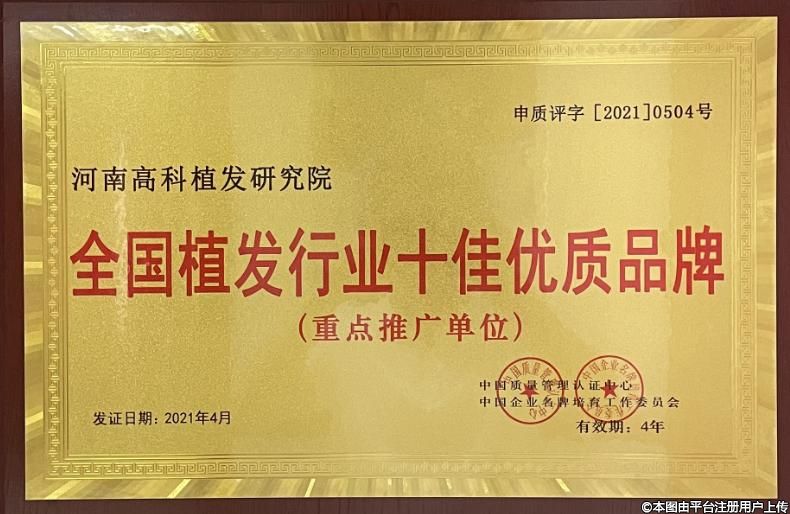 申质评字［2021］0504号
河南高科植发研究院
全国植发行业十佳优质品牌
（重点推广单位）
中国质量管理认证中心
中国企业名牌培育工作委员会
发证日期：2021年4月
有效期：4年
©本图由平台注册用户上传